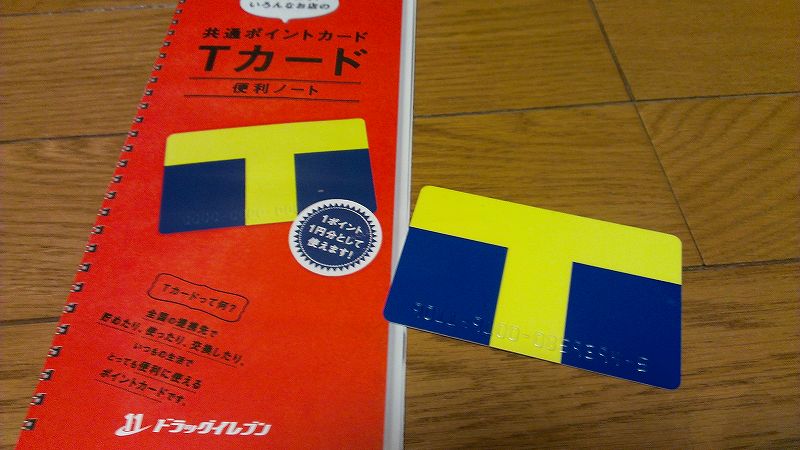 いろんなお店の
共通ポイントカード
Tカード
便利ノート
T
1ポイント
1円分として
使えます!
Tカードって何?
全国の提携先で
貯めたり、使ったり、交換したり。
いつもの生活で
とっても便利に使える
ポイントカードです。
ドラッグイレブン
T